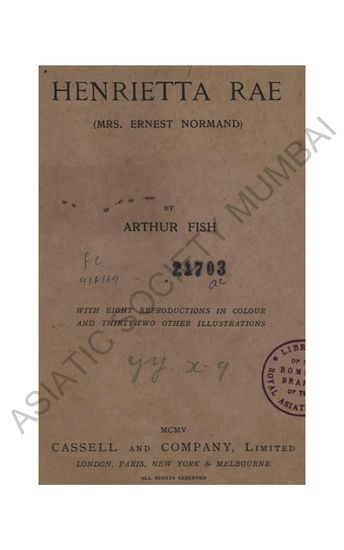 HENRIETTA RAE
(MRS. ERNEST NORMAND)
BY
ARTHUR FISH
21703
WITH EIGHT REPRODUCTIONS IN COLOUR
AND THIRTY-TWO OTHER ILLUSTRATIONS
MCMV
CASSELL AND COMPANY, LIMITED
LONDON, PARIS, NEW YORK & MELBOURNE
ALL RIGHTS RESERVED
ASIATIC SOCIETY MUMBAI